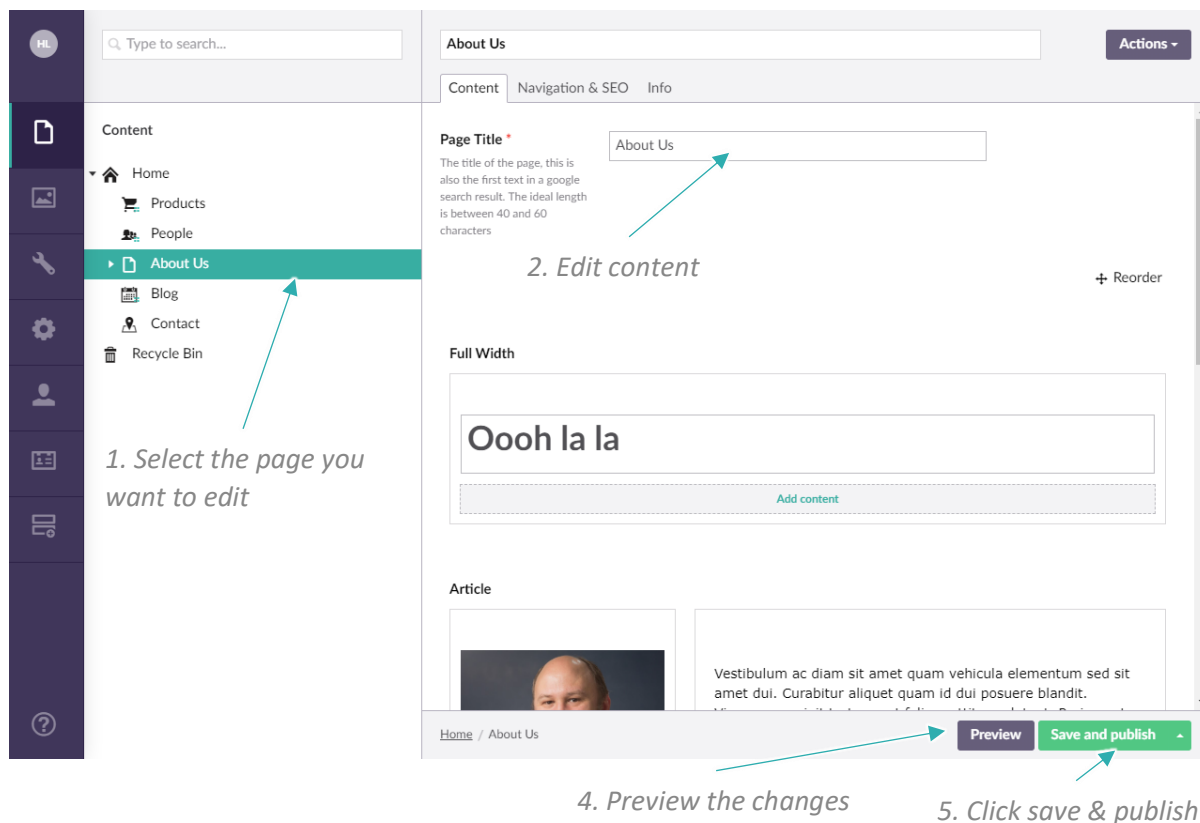 HL
Type to search...
About Us
Actions
Content
Navigation & SEO
Info
Content
Home
Products
People
About Us
Blog
Contact
Recycle Bin
1. Select the page you
want to edit
Page Title *
The title of the page, this is
also the first text in a google
search result. The ideal length
is between 40 and 60
characters
About Us
2. Edit content
Reorder
Full Width
Oooh la la
Add content
Article
Vestibulum ac diam sit amet quam vehicula elementum sed sit
amet dui. Curabitur aliquet quam id dui posuere blandit.
Home / About Us
Preview
Save and publish
4. Preview the changes
5. Click save & publish